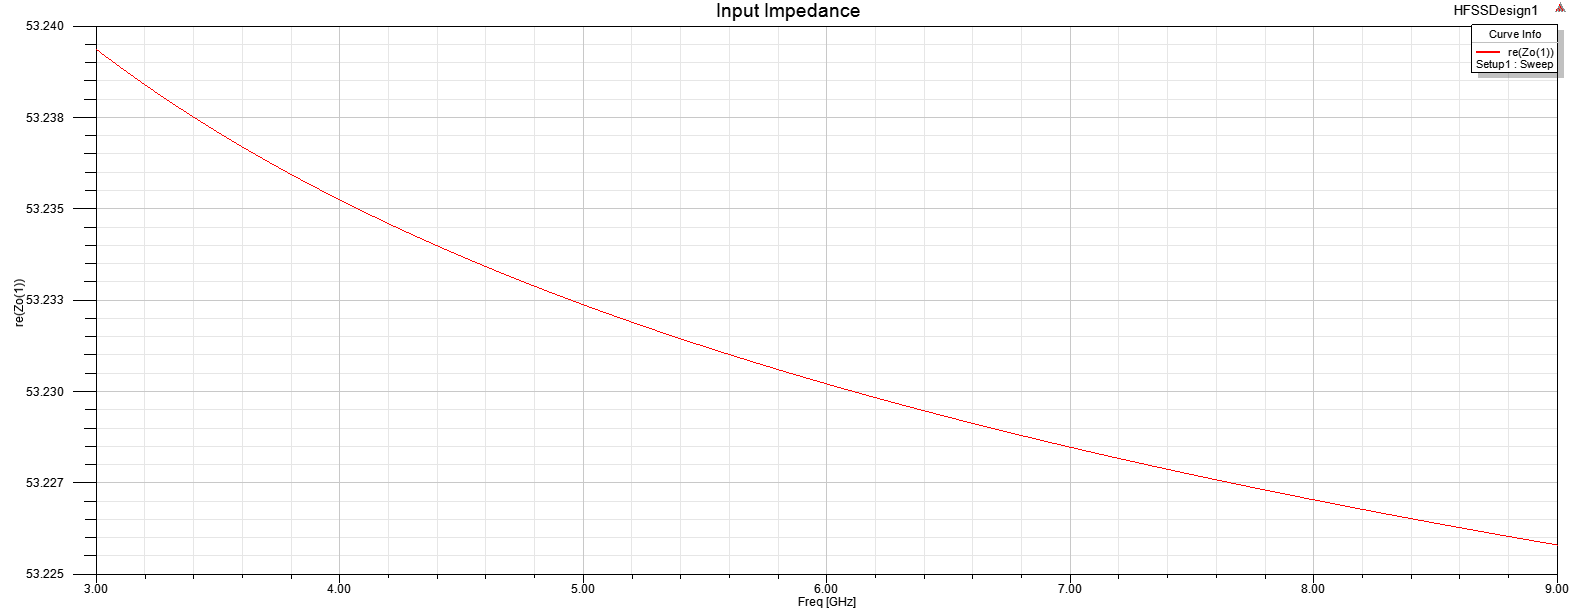 Input Impedance
HFSSDesign1
Curve Info
re(Zo(1))
Setup1 : Sweep
53.240
53.238
53.235
53.233
53.230
53.227
53.225
re(Zo(1))
3.00 4.00 5.00 6.00 7.00 8.00 9.00
Freq [GHz]